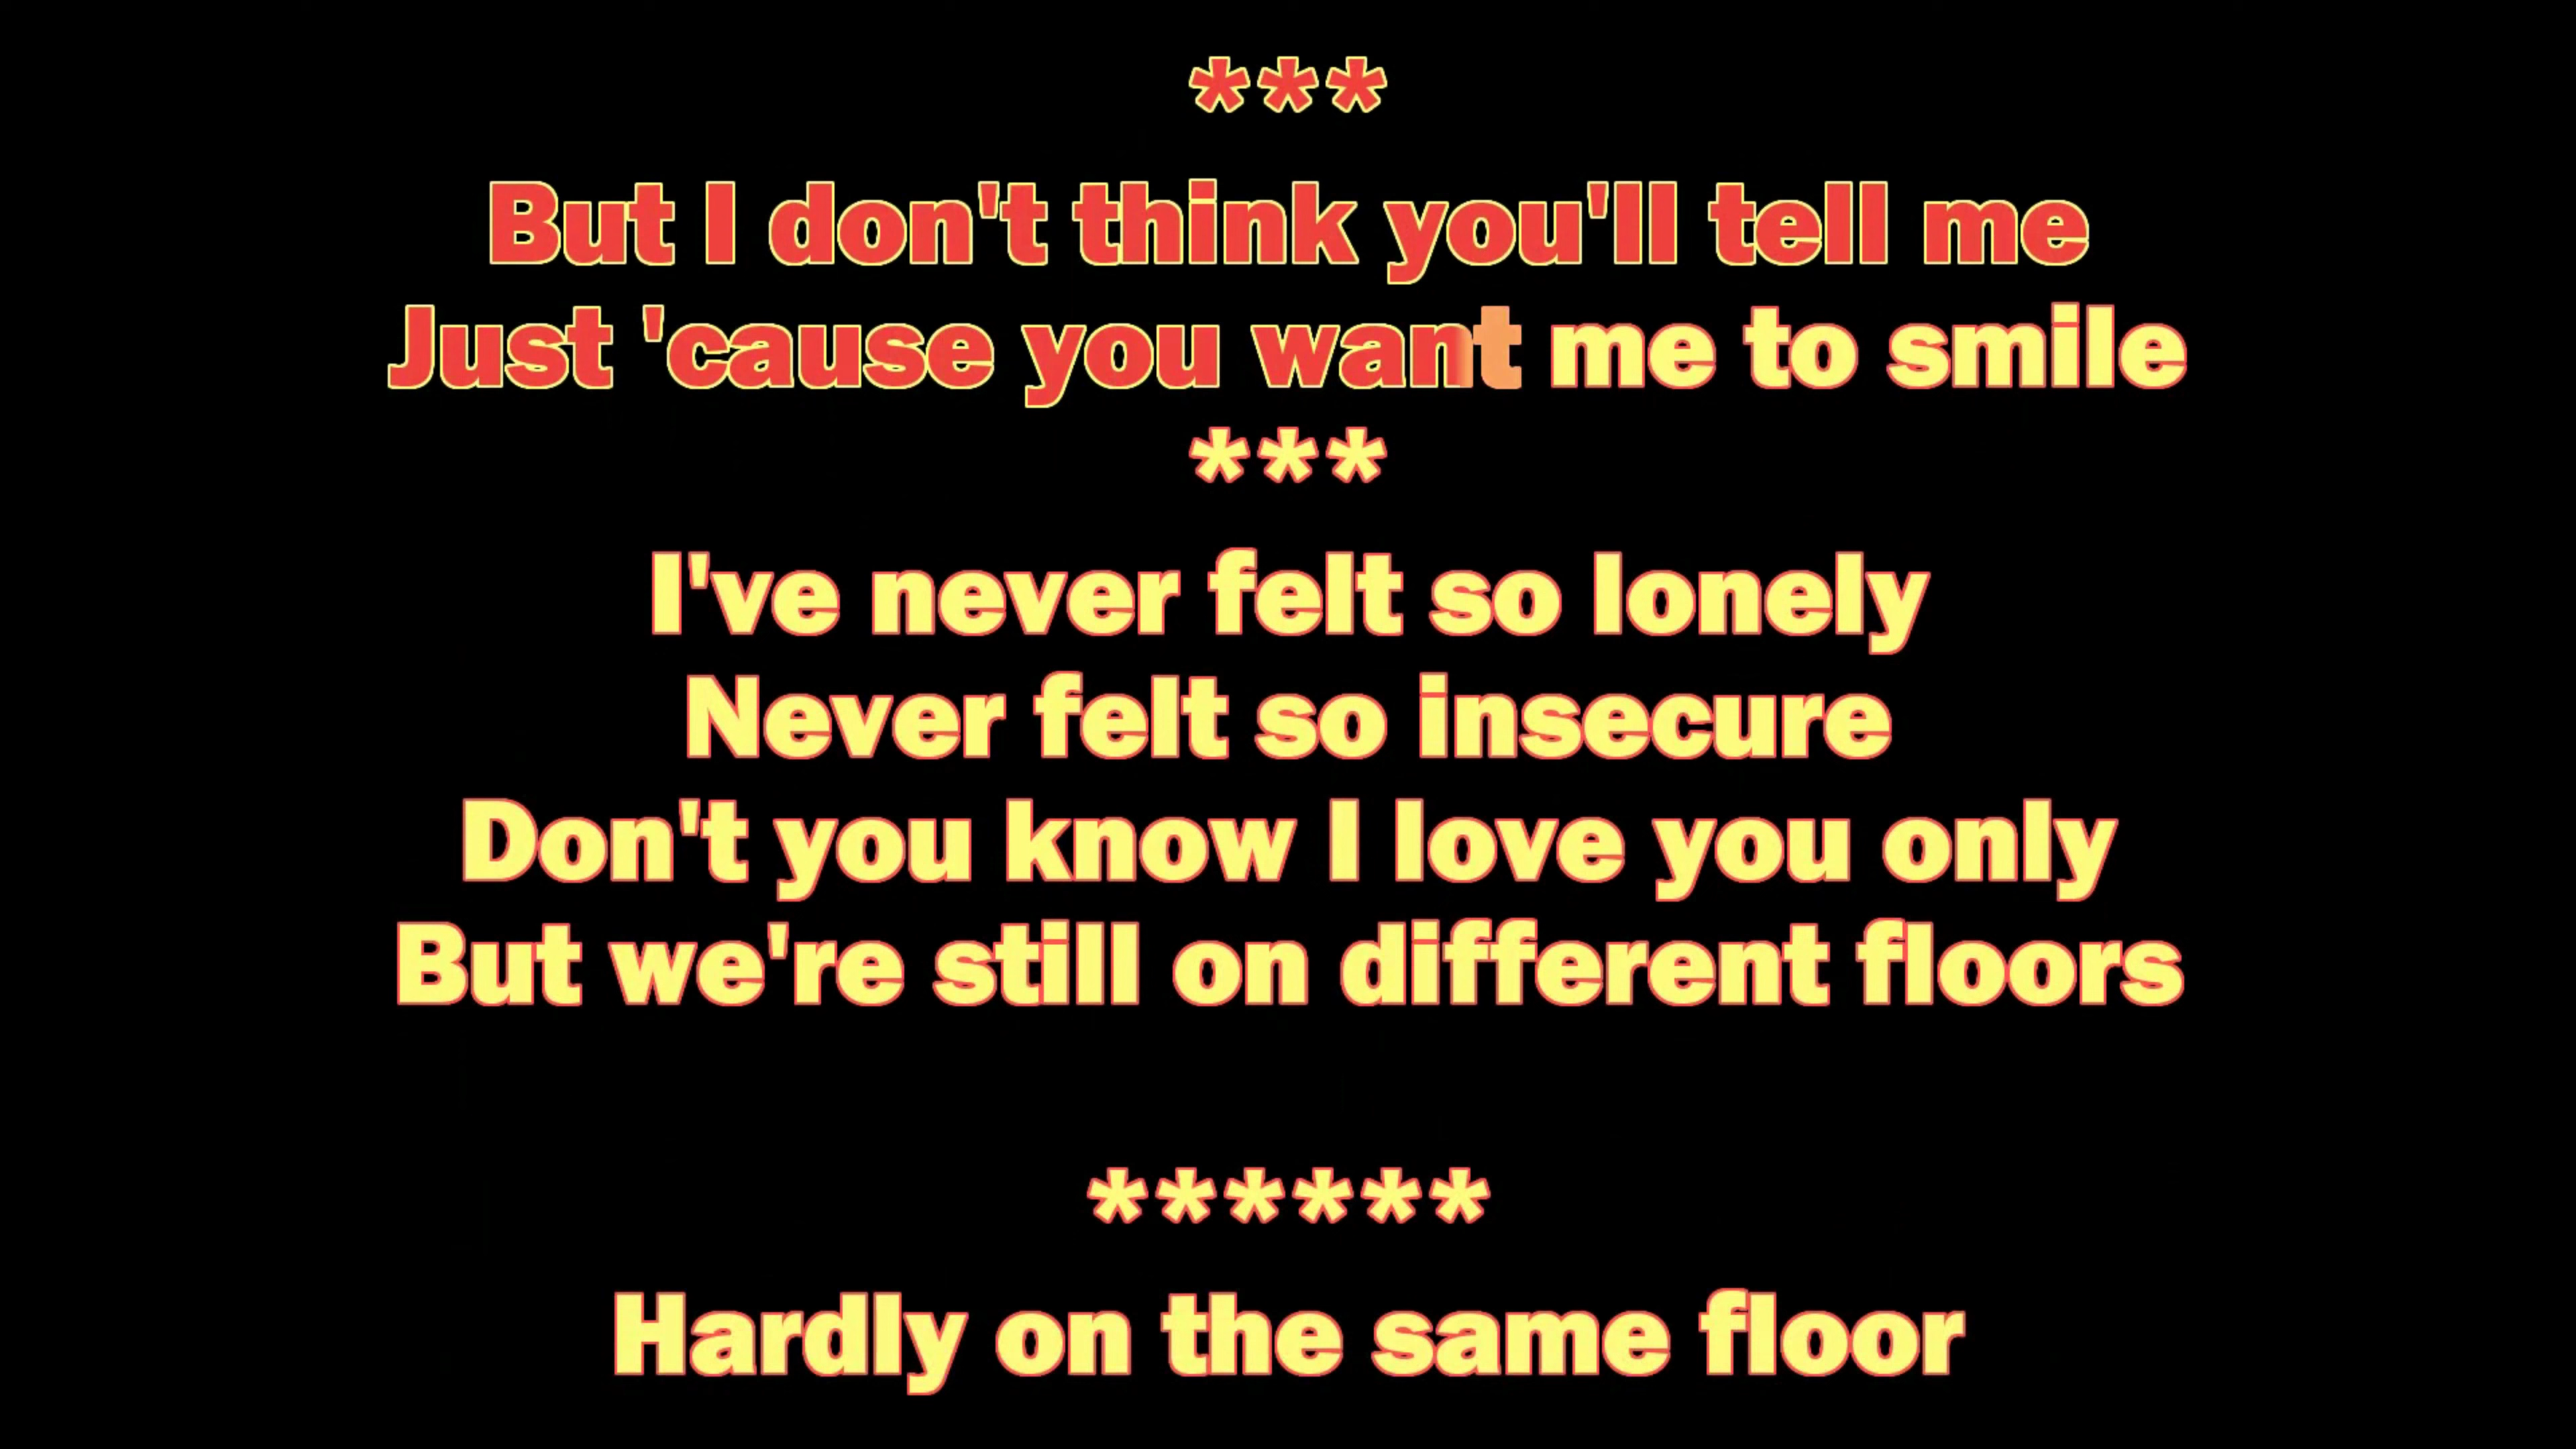 ***
But I don't think you'll tell me
Just 'cause you want me to smile
***
I've never felt so lonely
Never felt so insecure
Don't you know I love you only
But we're still on different floors
******
Hardly on the same floor